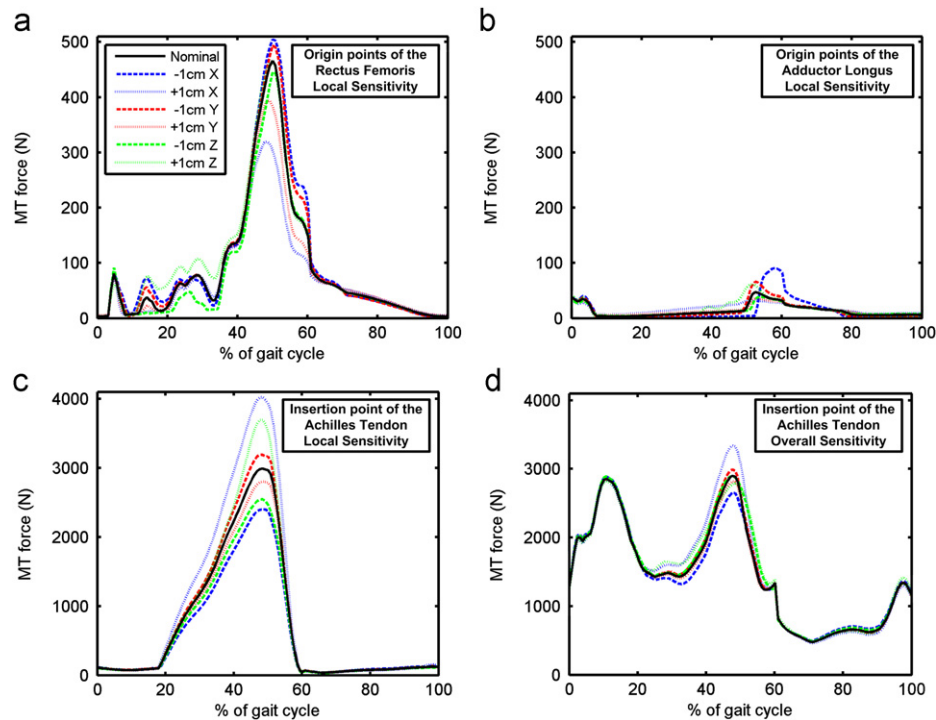 a
500
400
300
200
100
0
0 20 40 60 80 100
MT force (N)
% of gait cycle
Nominal
-1cm X
+1cm X
-1cm Y
+1cm Y
-1cm Z
+1cm Z
Origin points of the
Rectus Femoris
Local Sensitivity
b
500
400
300
200
100
0
0 20 40 60 80 100
MT force (N)
% of gait cycle
Origin points of the
Adductor Longus
Local Sensitivity
c
4000
3000
2000
1000
0
0 20 40 60 80 100
MT force (N)
% of gait cycle
Insertion point of the
Achilles Tendon
Local Sensitivity
d
4000
3000
2000
1000
0
0 20 40 60 80 100
MT force (N)
% of gait cycle
Insertion point of the
Achilles Tendon
Overall Sensitivity